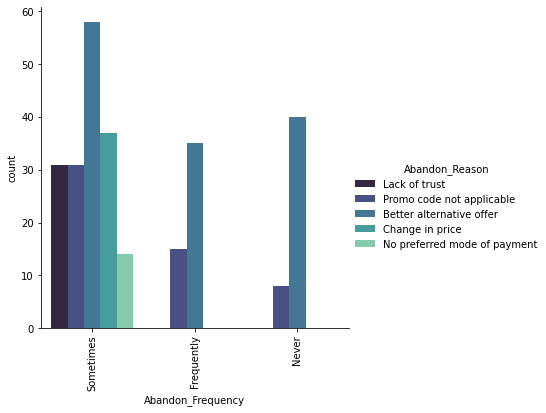 60
50
40
30
20
10
0
count
Sometimes
Frequently
Never
Abandon_Frequency
Abandon_Reason
Lack of trust
Promo code not applicable
Better alternative offer
Change in price
No preferred mode of payment